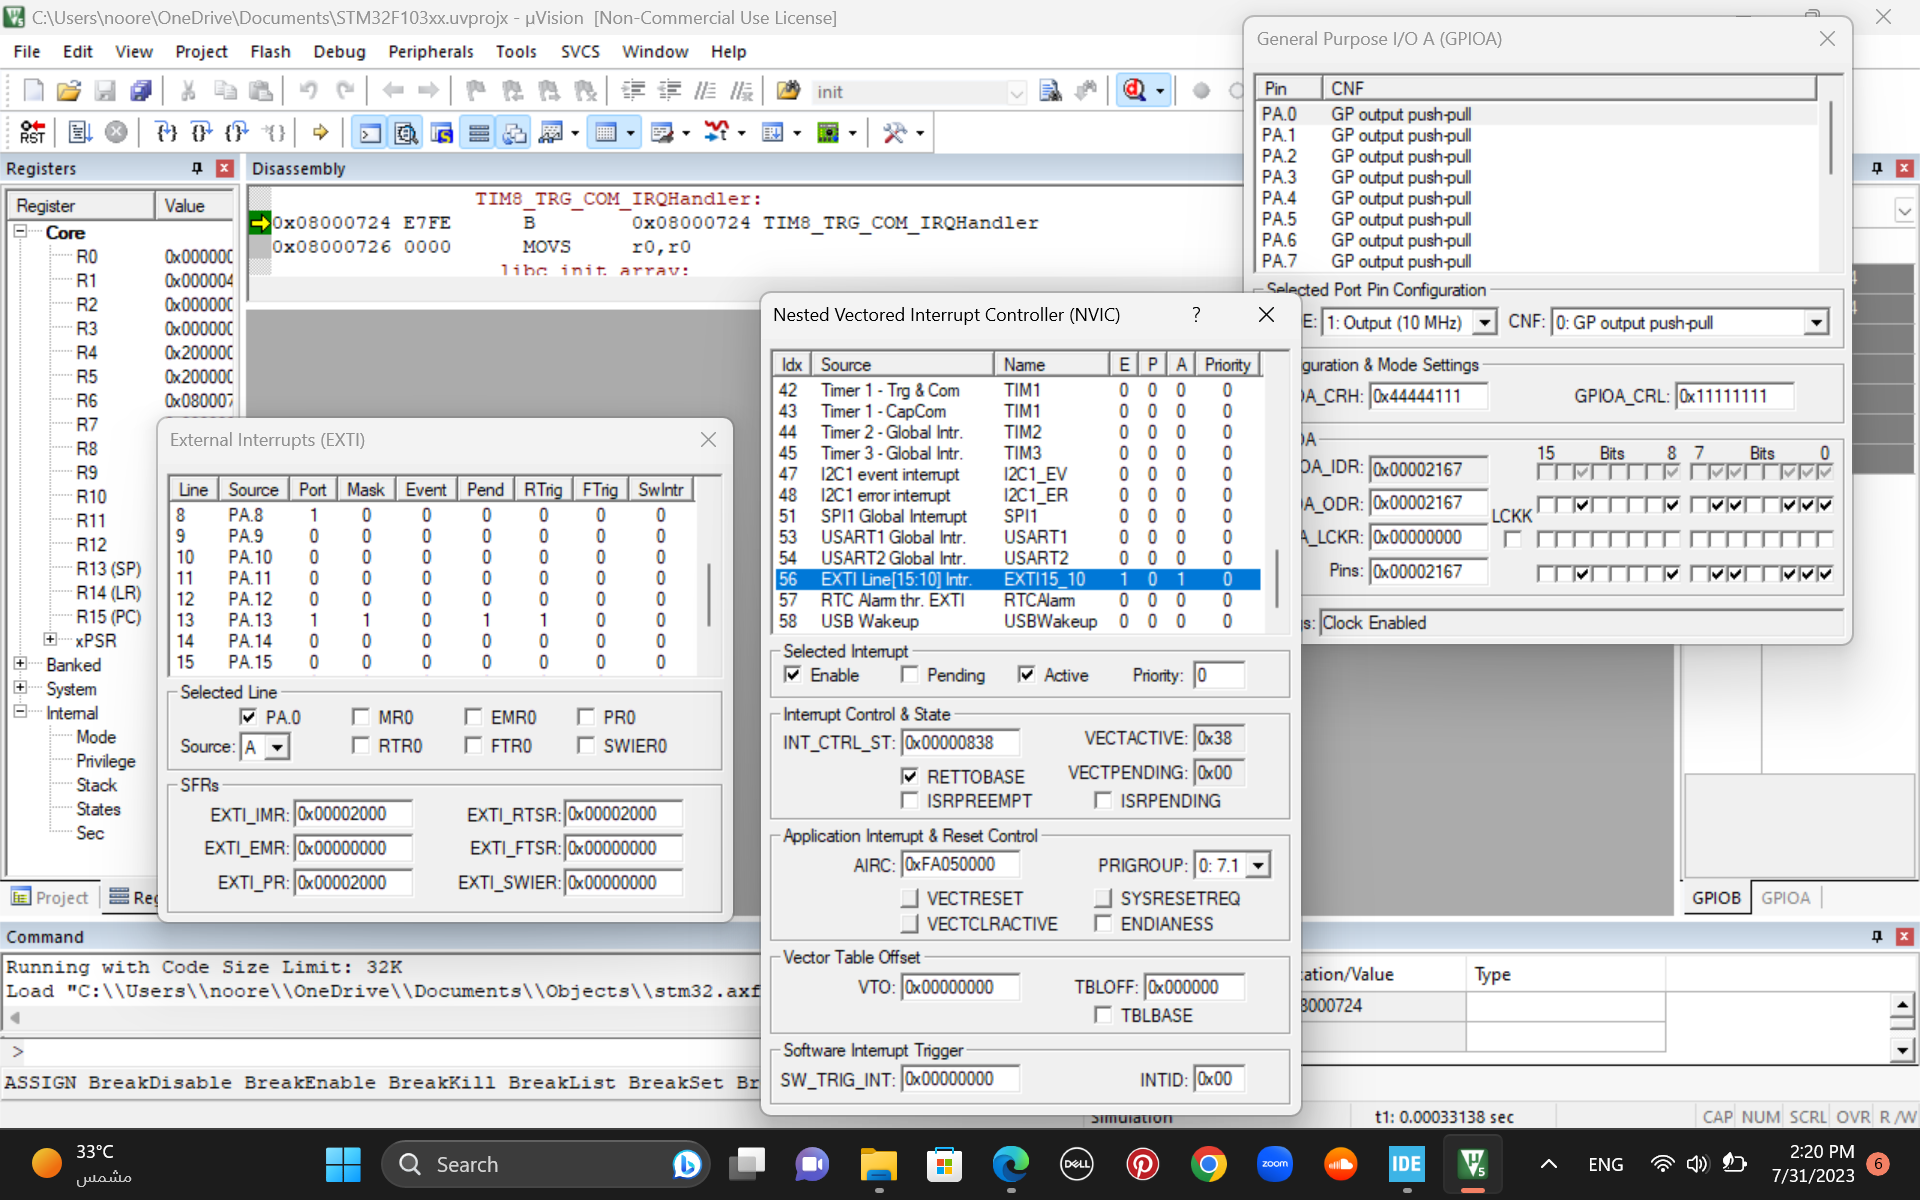 C:\Users\noore\OneDrive\Documents\STM32F103xx.uvprojx - µVision [Non-Commercial Use License]
File Edit View Project Flash Debug Peripherals Tools SVCS Window Help
init
RST
Registers
Register Value
Core
R0 0x000000
R1 0x000004
R2 0x000000
R3 0x000000
R4 0x200000
R5 0x200000
R6 0x080007
R7
R8
R9
R10
R11
R12
R13 (SP)
R14 (LR)
R15 (PC)
xPSR
Banked
System
Internal
Mode
Privilege
Stack
States
Sec
Project
Disassembly
TIM8_TRG_COM_IRQHandler:
0x08000724 E7FE B 0x08000724 TIM8_TRG_COM_IRQHandler
0x08000726 0000 MOVS r0,r0
libc init array:
General Purpose I/O A (GPIOA)
Pin CNF
PA.0 GP output push-pull
PA.1 GP output push-pull
PA.2 GP output push-pull
PA.3 GP output push-pull
PA.4 GP output push-pull
PA.5 GP output push-pull
PA.6 GP output push-pull
PA.7 GP output push-pull
Selected Port Pin Configuration
E: 1: Output (10 MHz) CNF: 0: GP output push-pull
guration & Mode Settings
OA_CRH: 0x44444111 GPIOA_CRL: 0x11111111
OA
15 Bits 8 7 Bits 0
OA_IDR: 0x00002167
OA_ODR: 0x00002167
LCKK
A_LCKR: 0x00000000
Pins: 0x00002167
s: Clock Enabled
External Interrupts (EXTI)
Line Source Port Mask Event Pend RTrig FTrig SwIntr
8 PA.8 1 0 0 0 0 0 0
9 PA.9 0 0 0 0 0 0 0
10 PA.10 0 0 0 0 0 0 0
11 PA.11 0 0 0 0 0 0 0
12 PA.12 0 0 0 0 0 0 0
13 PA.13 1 1 0 1 1 0 0
14 PA.14 0 0 0 0 0 0 0
15 PA.15 0 0 0 0 0 0 0
Selected Line
PA.0 MR0 EMR0 PR0
Source: A RTR0 FTR0 SWIER0
SFRs
EXTI_IMR: 0x00002000 EXTI_RTSR: 0x00002000
EXTI_EMR: 0x00000000 EXTI_FTSR: 0x00000000
EXTI_PR: 0x00002000 EXTI_SWIER: 0x00000000
Nested Vectored Interrupt Controller (NVIC) ?
Idx Source Name E P A Priority
42 Timer 1 - Trg & Com TIM1 0 0 0 0
43 Timer 1 - CapCom TIM1 0 0 0 0
44 Timer 2 - Global Intr. TIM2 0 0 0 0
45 Timer 3 - Global Intr. TIM3 0 0 0 0
47 I2C1 event interrupt I2C1_EV 0 0 0 0
48 I2C1 error interrupt I2C1_ER 0 0 0 0
51 SPI1 Global Interrupt SPI1 0 0 0 0
53 USART1 Global Intr. USART1 0 0 0 0
54 USART2 Global Intr. USART2 0 0 0 0
56 EXTI Line[15:10] Intr. EXTI15_10 1 0 1 0
57 RTC Alarm thr. EXTI RTCAlarm 0 0 0 0
58 USB Wakeup USBWakeup 0 0 0 0
Selected Interrupt
Enable Pending Active Priority: 0
Interrupt Control & State
INT_CTRL_ST: 0x00000838 VECTACTIVE: 0x38
RETTOBASE VECTPENDING: 0x00
ISRPREEMPT ISRPENDING
Application Interrupt & Reset Control
AIRC: 0xFA050000 PRIGROUP: 0: 7.1
VECTRESET SYSRESETREQ
VECTCLRACTIVE ENDIANESS
Vector Table Offset
VTO: 0x00000000 TBLOFF: 0x000000
TBLBASE
Software Interrupt Trigger
SW_TRIG_INT: 0x00000000 INTID: 0x00
GPIOB GPIOA
Command
Running with Code Size Limit: 32K
Load "C:\\Users\\noore\\OneDrive\\Documents\\Objects\\stm32.axf
>
ASSIGN BreakDisable BreakEnable BreakKill BreakList BreakSet Br
cation/Value Type
8000724
Simulation t1: 0.00033138 sec CAP NUM SCRL OVR R/W
33°C
مشمس
Search
DELL
zoom
IDE
ENG
2:20 PM
7/31/2023
6